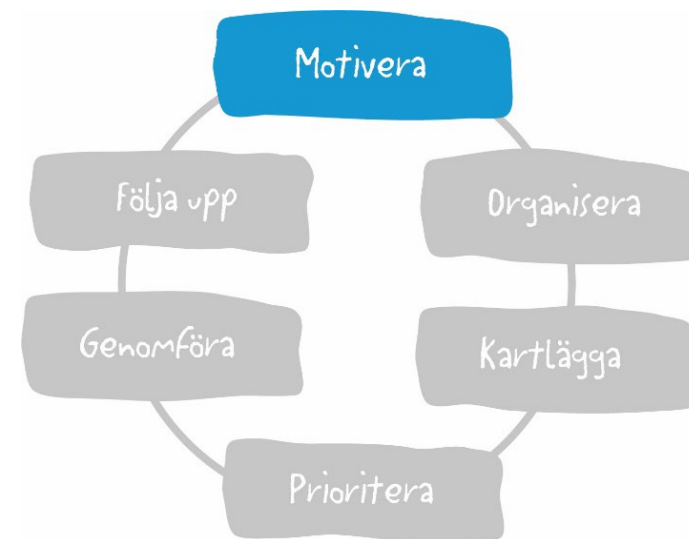 Motivera
Följa upp
Organisera
Genomföra
Kartlägga
Prioritera